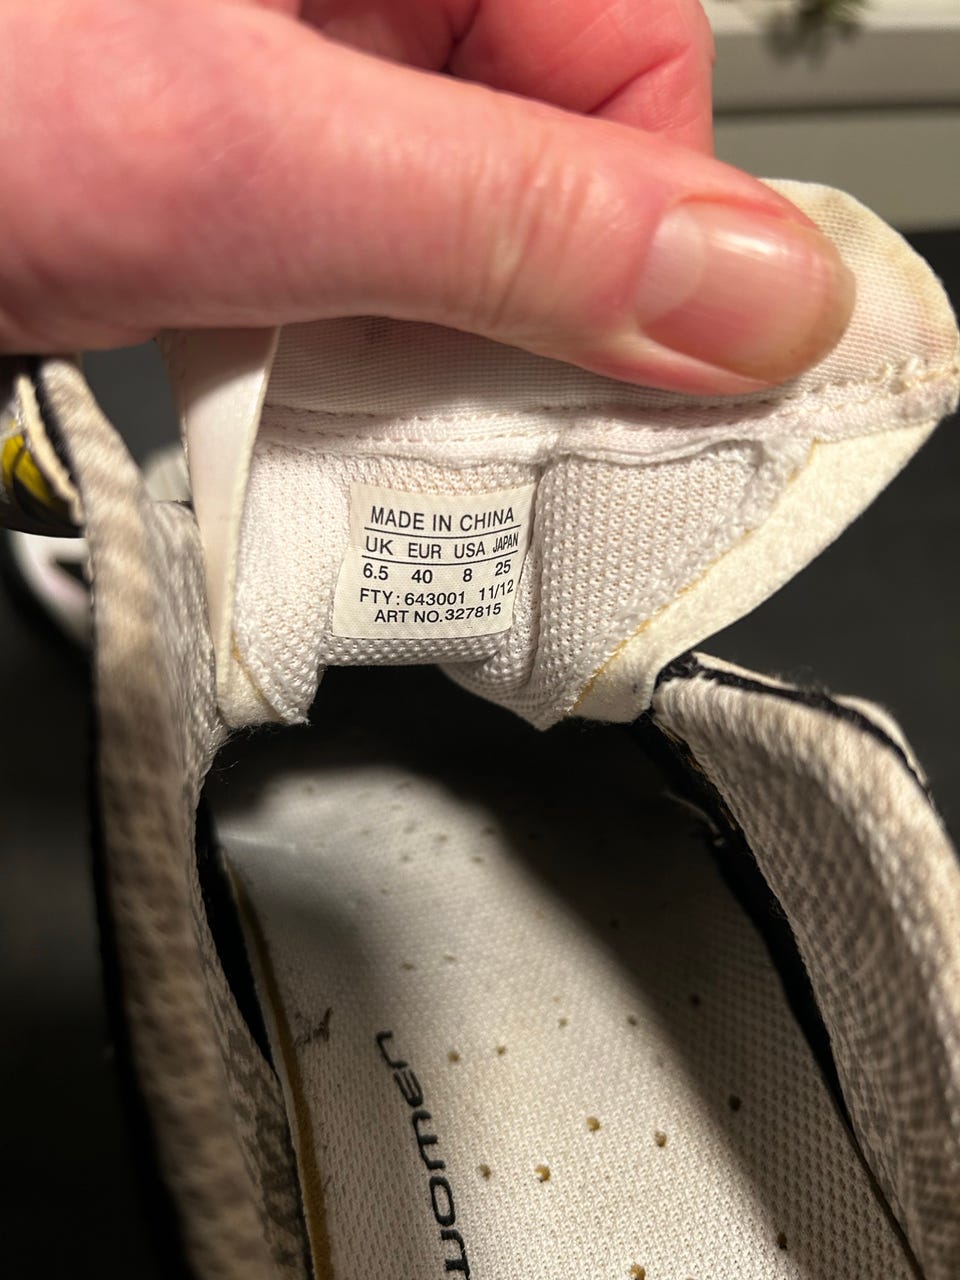 MADE IN CHINA
UK EUR USA JAPAN
6.5 40 8 25
FTY: 643001 11/12
ART NO.327815
women